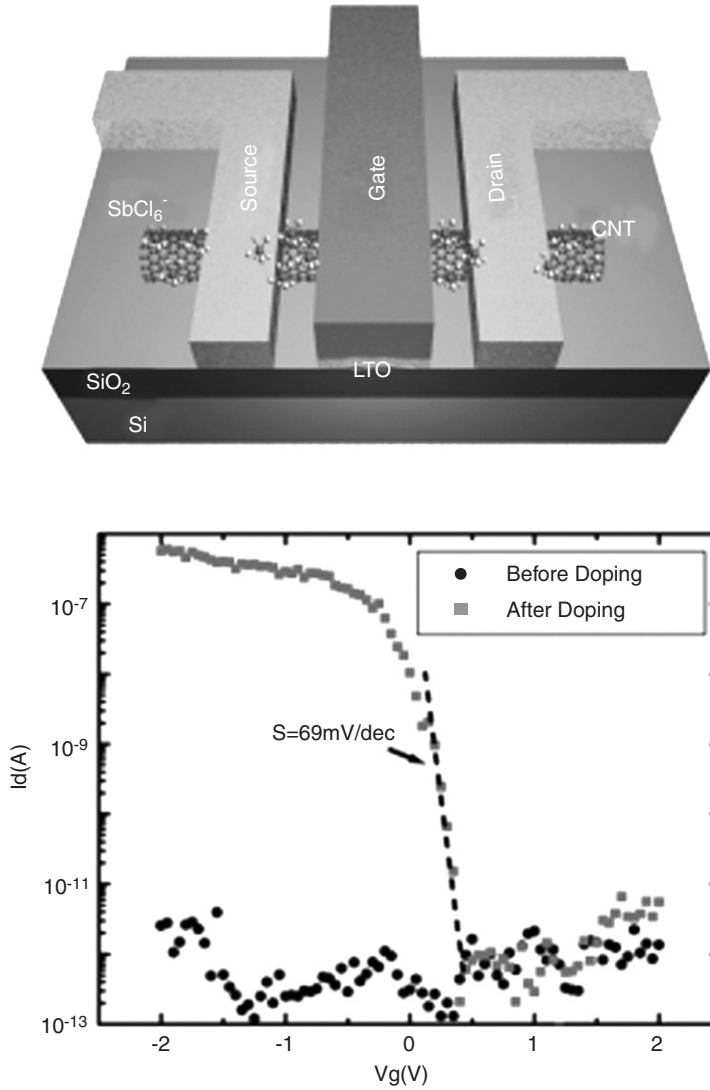 Source
Gate
Drain
SbCl₆⁻
CNT
LTO
SiO₂
Si
Before Doping
After Doping
S=69mV/dec
Id(A)
10⁻⁷
10⁻⁹
10⁻¹¹
10⁻¹³
-2
-1
0
1
2
Vg(V)